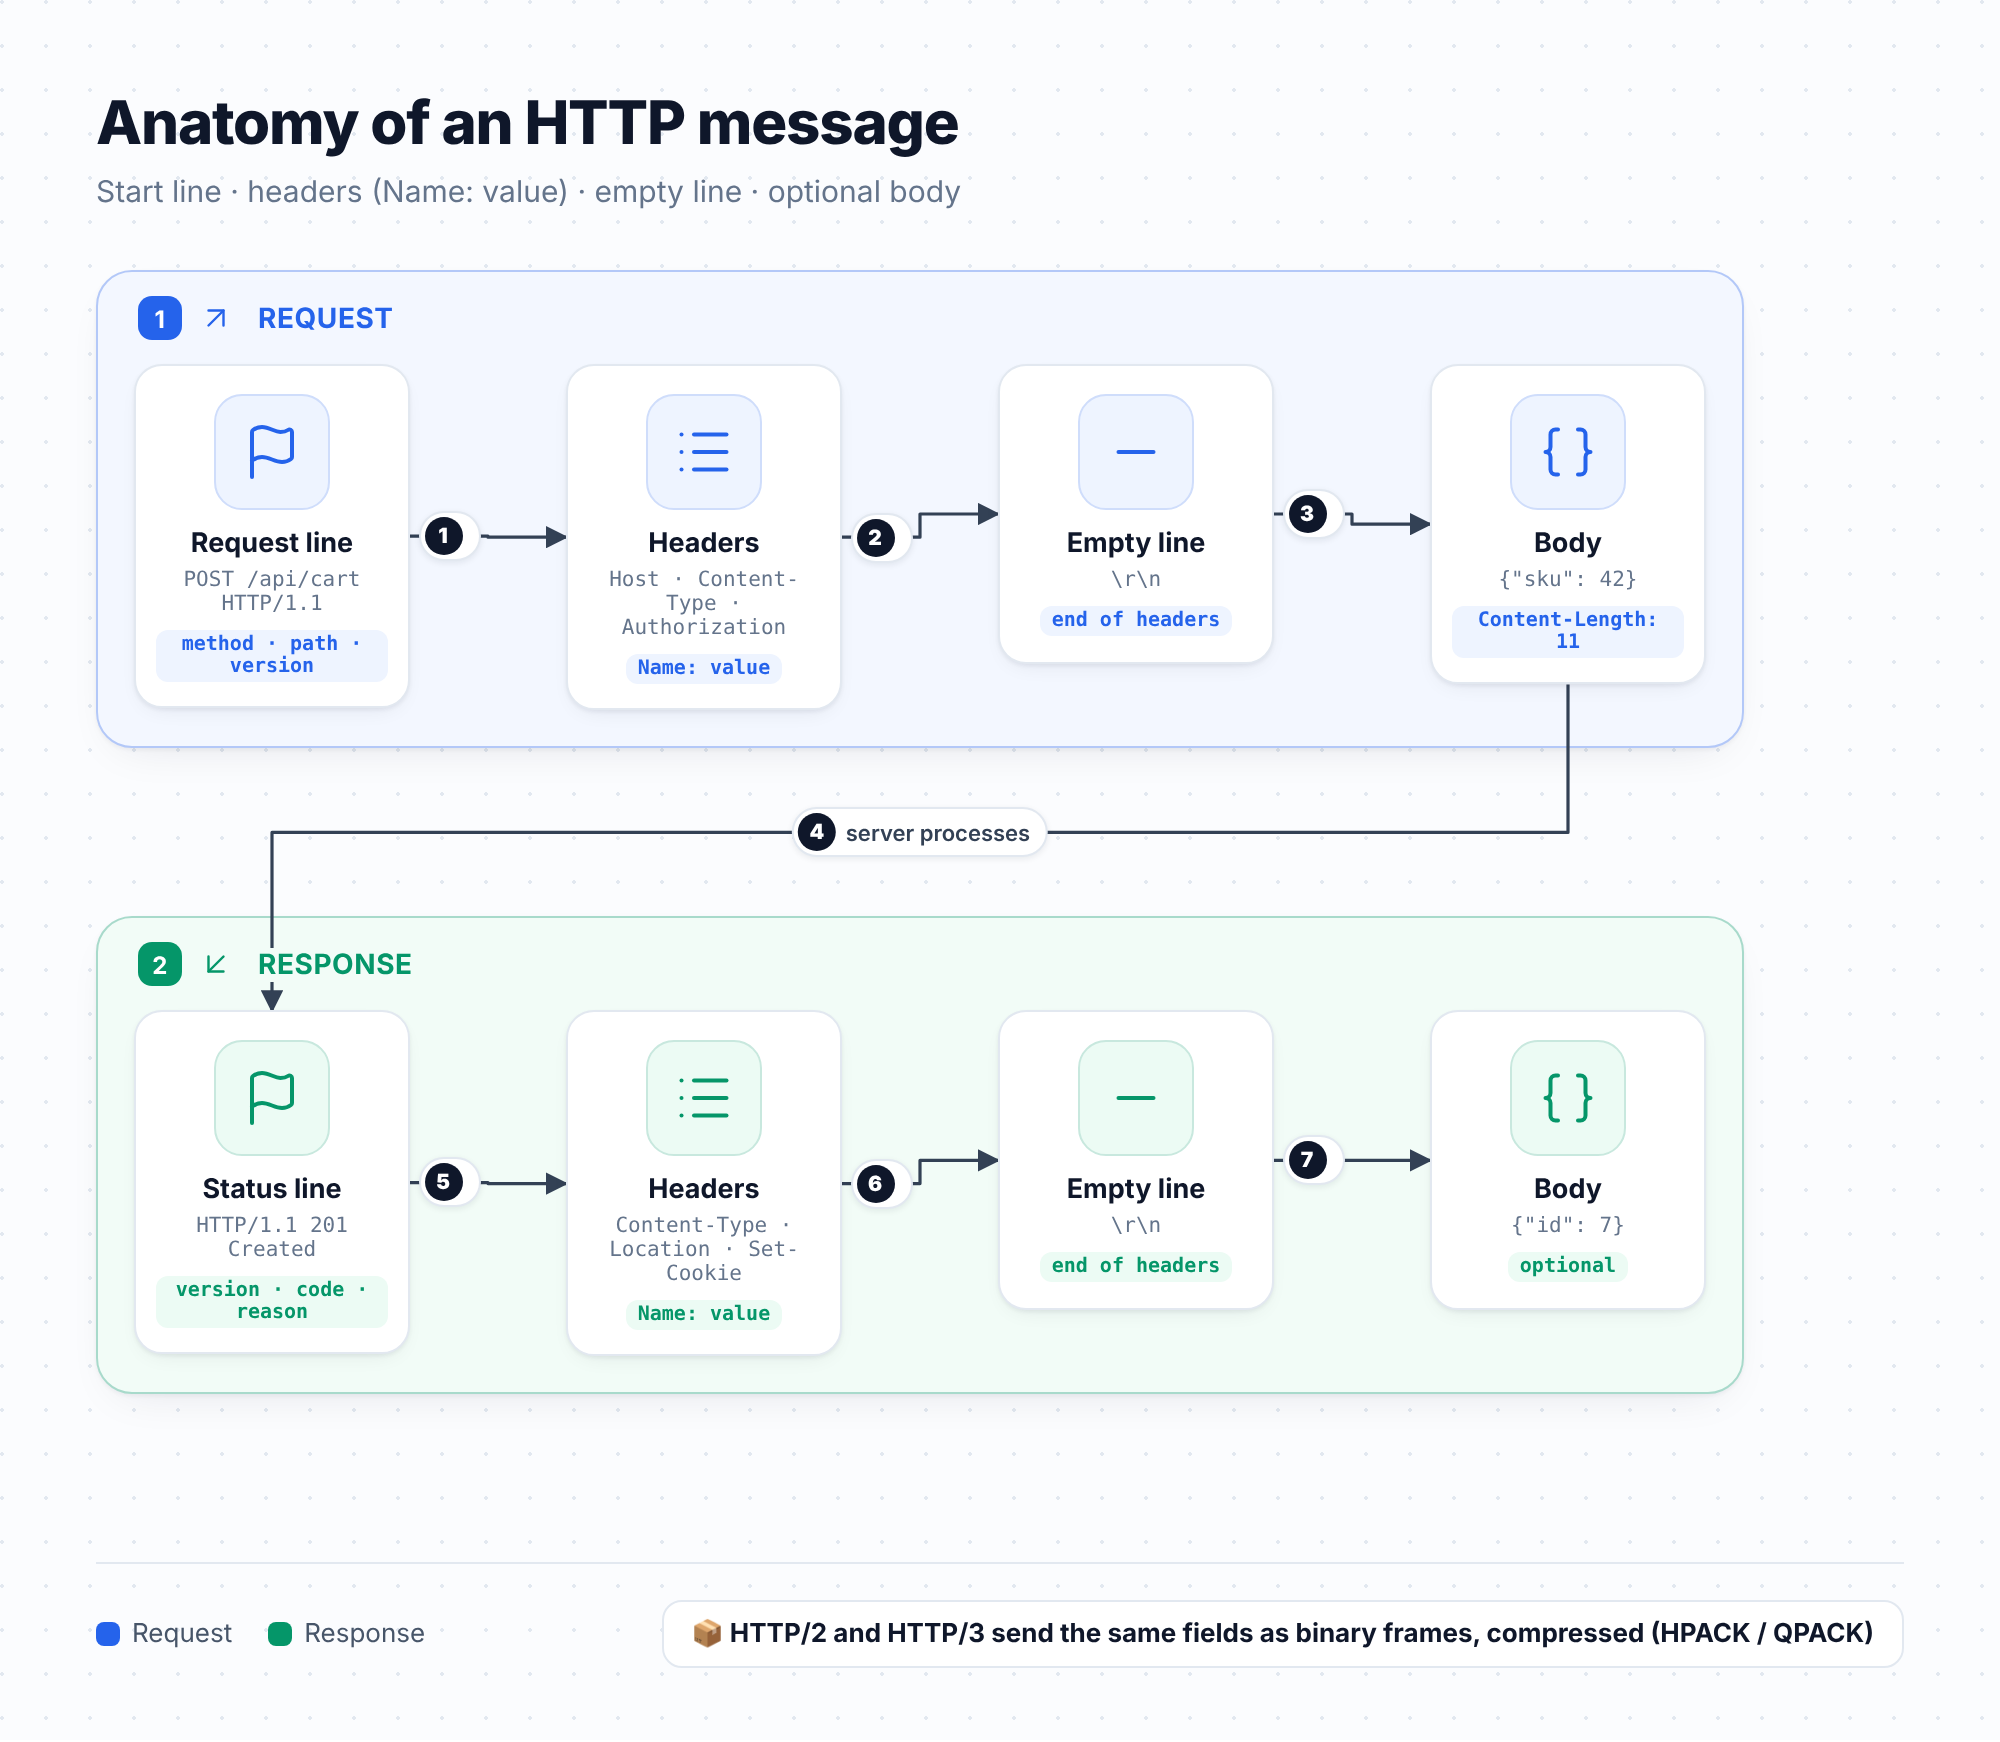 Anatomy of an HTTP message
Start line · headers (Name: value) · empty line · optional body
1 REQUEST
Request line
POST /api/cart
HTTP/1.1
method · path ·
version
1
Headers
Host · Content-
Type ·
Authorization
Name: value
2
Empty line
\r\n
end of headers
3
Body
{"sku": 42}
Content-Length:
11
4 server processes
2 RESPONSE
Status line
HTTP/1.1 201
Created
version · code ·
reason
5
Headers
Content-Type ·
Location · Set-
Cookie
Name: value
6
Empty line
\r\n
end of headers
7
Body
{"id": 7}
optional
Request
Response
📦 HTTP/2 and HTTP/3 send the same fields as binary frames, compressed (HPACK / QPACK)